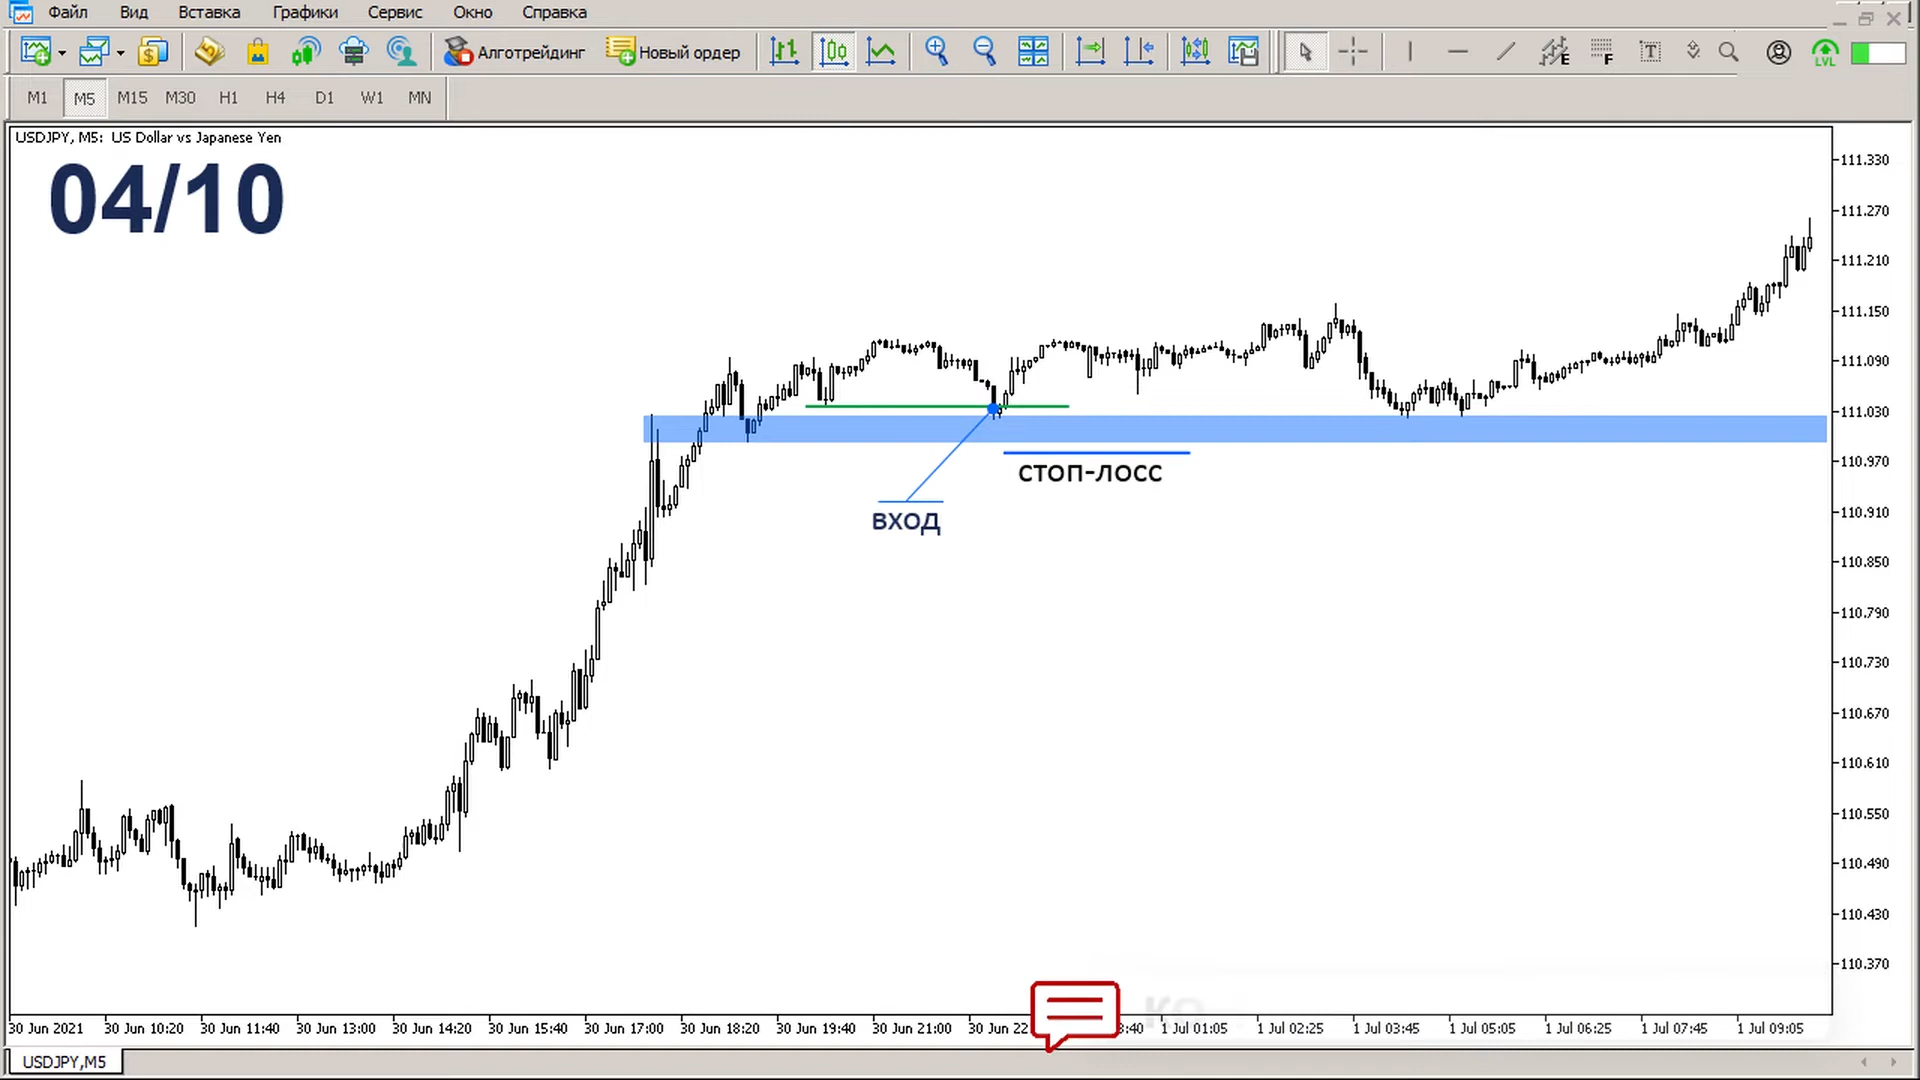 Файл Вид Вставка Графики Сервис Окно Справка
Алготрейдинг Новый ордер
E F T LVL
M1 M5 M15 M30 H1 H4 D1 W1 MN
USDJPY, M5: US Dollar vs Japanese Yen
04/10
111.330
111.270
111.210
111.150
111.090
111.030
110.970
СТОП-ЛОСС
110.910
ВХОД
110.850
110.790
110.730
110.670
110.610
110.550
110.490
110.430
110.370
30 Jun 2021 30 Jun 10:20 30 Jun 11:40 30 Jun 13:00 30 Jun 14:20 30 Jun 15:40 30 Jun 17:00 30 Jun 18:20 30 Jun 19:40 30 Jun 21:00 30 Jun 22 3:40 1 Jul 01:05 1 Jul 02:25 1 Jul 03:45 1 Jul 05:05 1 Jul 06:25 1 Jul 07:45 1 Jul 09:05
USDJPY,M5